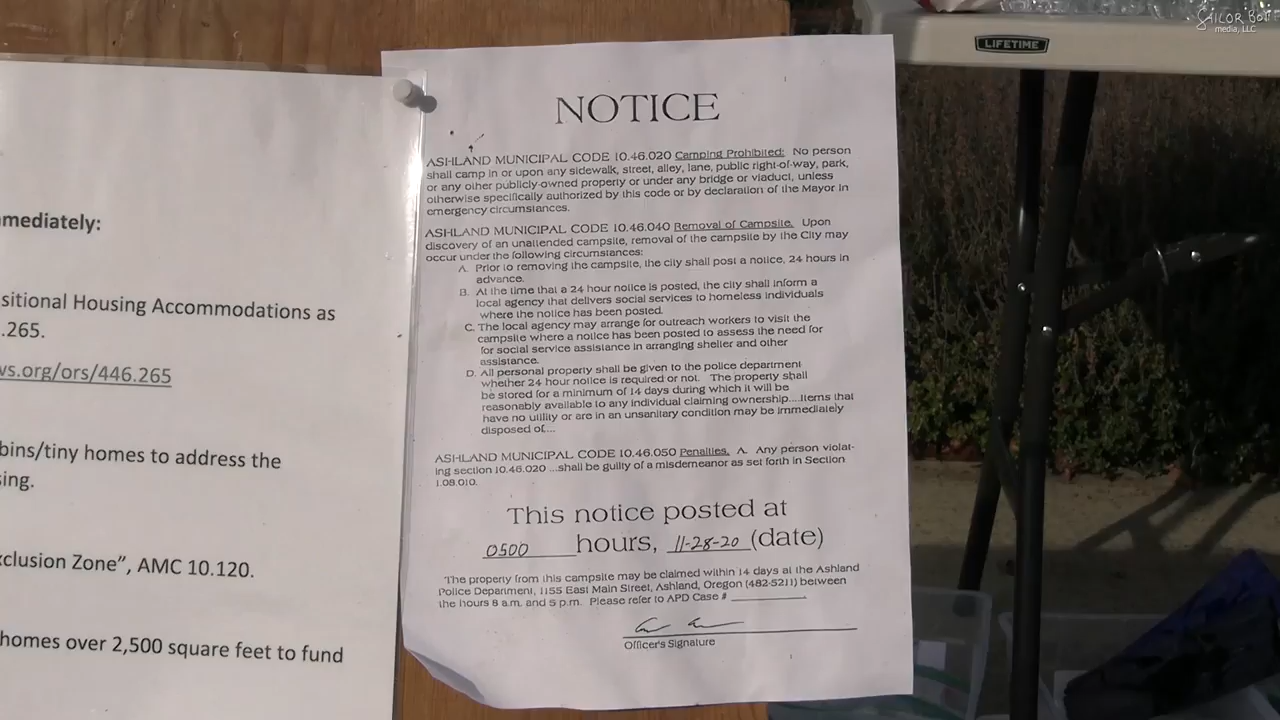 mmediately:
sitional Housing Accommodations as
.265.
ws.org/ors/446.265
bins/tiny homes to address the
sing.
xclusion Zone”, AMC 10.120.
homes over 2,500 square feet to fund
NOTICE
ASHLAND MUNICIPAL CODE 10.46.020 Camping Prohibited: No person
shall camp in or upon any sidewalk, street, alley, lane, public right-of-way, park,
or any other publicly-owned property or under any bridge or viaduct, unless
otherwise specifically authorized by this code or by declaration of the Mayor in
emergency circumstances.
ASHLAND MUNICIPAL CODE 10.46.040 Removal of Campsite. Upon
discovery of an unattended campsite, removal of the campsite by the City may
occur under the following circumstances:
A. Prior to removing the campsite, the city shall post a notice, 24 hours in
advance.
B. At the time that a 24 hour notice is posted, the city shall inform a
local agency that delivers social services to homeless individuals
where the notice has been posted.
C. The local agency may arrange for outreach workers to visit the
campsite where a notice has been posted to assess the need for
for social service assistance in arranging shelter and other
assistance.
D. All personal property shall be given to the police department
whether 24 hour notice is required or not. The property shall
be stored for a minimum of 14 days during which it will be
reasonably available to any individual claiming ownership....Items that
have no utility or are in an unsanitary condition may be immediately
disposed of....
ASHLAND MUNICIPAL CODE 10.46.050 Penalties. A. Any person violat-
ing section 10.46.020 ...shall be guilty of a misdemeanor as set forth in Section
1.08.010.
This notice posted at
0500 hours, 11-28-20 (date)
*The property from this campsite may be claimed within 14 days at the Ashland
Police Department, 1155 East Main Street, Ashland, Oregon (482-5211) between
the hours 8 a.m. and 5 p.m. Please refer to APD Case #
Officer's Signature
LIFETIME
SAILOR BOIT
media, LLC